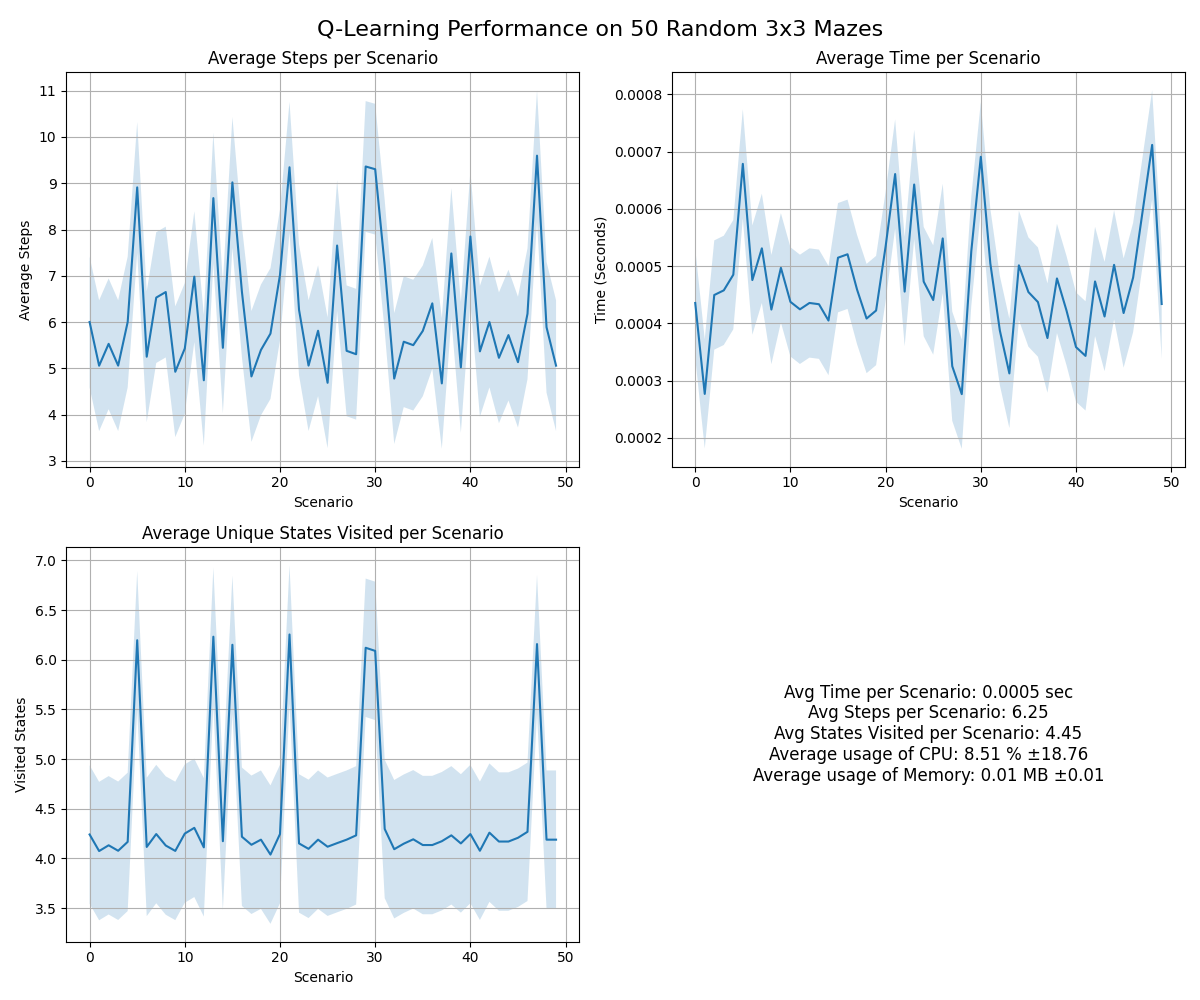 Q-Learning Performance on 50 Random 3x3 Mazes
Average Steps per Scenario
11
10
9
8
7
6
5
4
3
Average Steps
0 10 20 30 40 50
Scenario
Average Time per Scenario
0.0008
0.0007
0.0006
0.0005
0.0004
0.0003
0.0002
Time (Seconds)
0 10 20 30 40 50
Scenario
Average Unique States Visited per Scenario
7.0
6.5
6.0
5.5
5.0
4.5
4.0
3.5
Visited States
0 10 20 30 40 50
Scenario
Avg Time per Scenario: 0.0005 sec
Avg Steps per Scenario: 6.25
Avg States Visited per Scenario: 4.45
Average usage of CPU: 8.51 % ±18.76
Average usage of Memory: 0.01 MB ±0.01